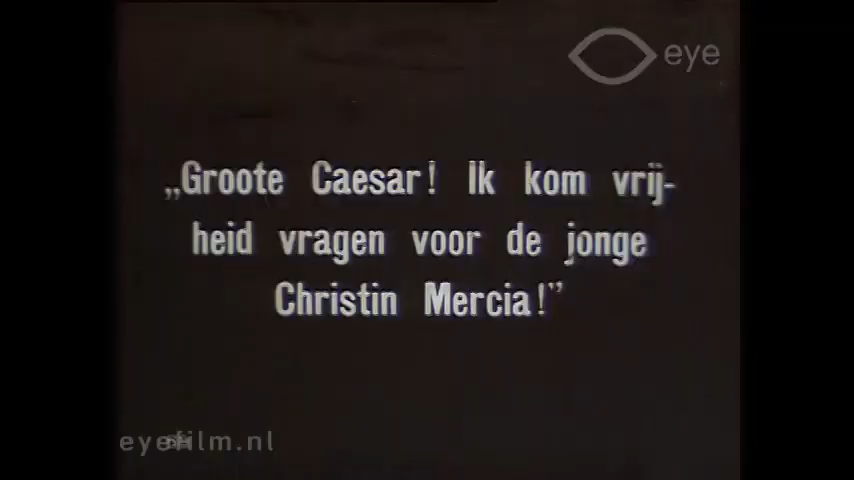 eye
„Groote Caesar! Ik kom vrij-
heid vragen voor de jonge
Christin Mercia!”
eyefilm.nl